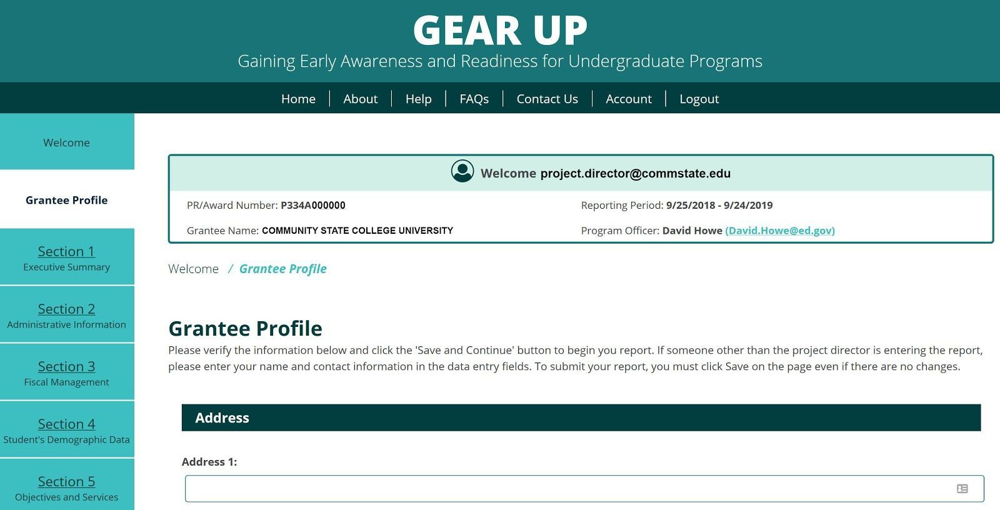 GEAR UP
Gaining Early Awareness and Readiness for Undergraduate Programs
Home
About
Help
FAQs
Contact Us
Account
Logout
Welcome
Grantee Profile
Section 1
Executive Summary
Section 2
Administrative Information
Section 3
Fiscal Management
Section 4
Student's Demographic Data
Section 5
Objectives and Services
Welcome project.director@commstate.edu
PR/Award Number: P334A000000
Reporting Period: 9/25/2018 - 9/24/2019
Grantee Name: COMMUNITY STATE COLLEGE UNIVERSITY
Program Officer: David Howe (David.Howe@ed.gov)
Welcome / Grantee Profile
Grantee Profile
Please verify the information below and click the 'Save and Continue' button to begin you report. If someone other than the project director is entering the report,
please enter your name and contact information in the data entry fields. To submit your report, you must click Save on the page even if there are no changes.
Address
Address 1: